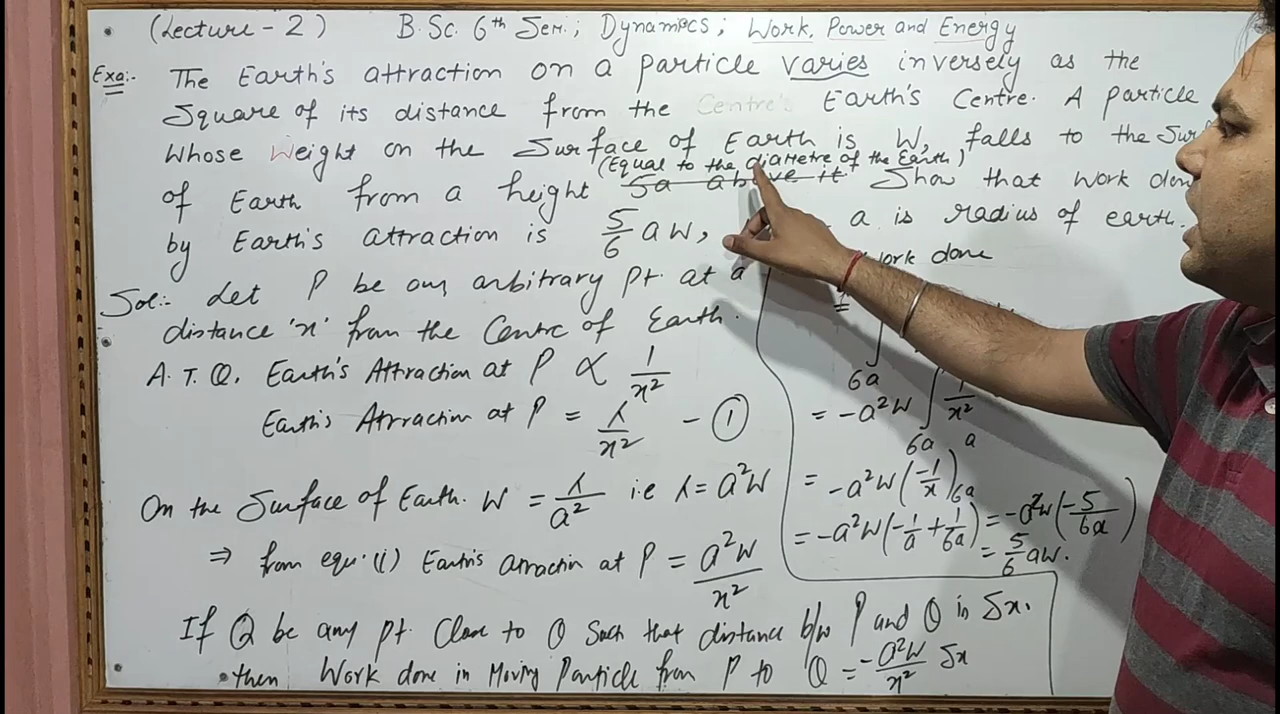 (Lecture - 2) B.Sc. 6th Sem.; Dynamics; Work, Power and Energy
Exa:- The Earth's attraction on a particle varies inversely as the
Square of its distance from the Centre's Earth's Centre. A particle
Whose Weight on the Surface of Earth is W, falls to the Surf
(Equal to the diametre of the Earth)
of Earth from a height 5a above it Show that work don
by Earth's attraction is 5/6 aw, a is radius of earth.
Sol:- Let P be any arbitrary pt. at a
distance 'x' from the Centre of Earth.
A.T.Q. Earth's Attraction at P ∝ 1/x²
Earth's Attraction at P = λ/x² - ①
On the Surface of Earth. W = λ/a² i.e λ = a²W
⇒ from equ.(1) Earth's attraction at P = a²W/x²
If Q be any pt. Close to Q Such that distance b/w P and Q is δx.
then Work done in Moving Particle from P to Q = -a²W/x² δx
work done
= ∫
6a
= -a²W ∫ 1/x²
6a a
= -a²W (-1/x) 6a
= -a²W (-1/a + 1/6a) = -a²W (-5/6a)
= 5/6 aw.